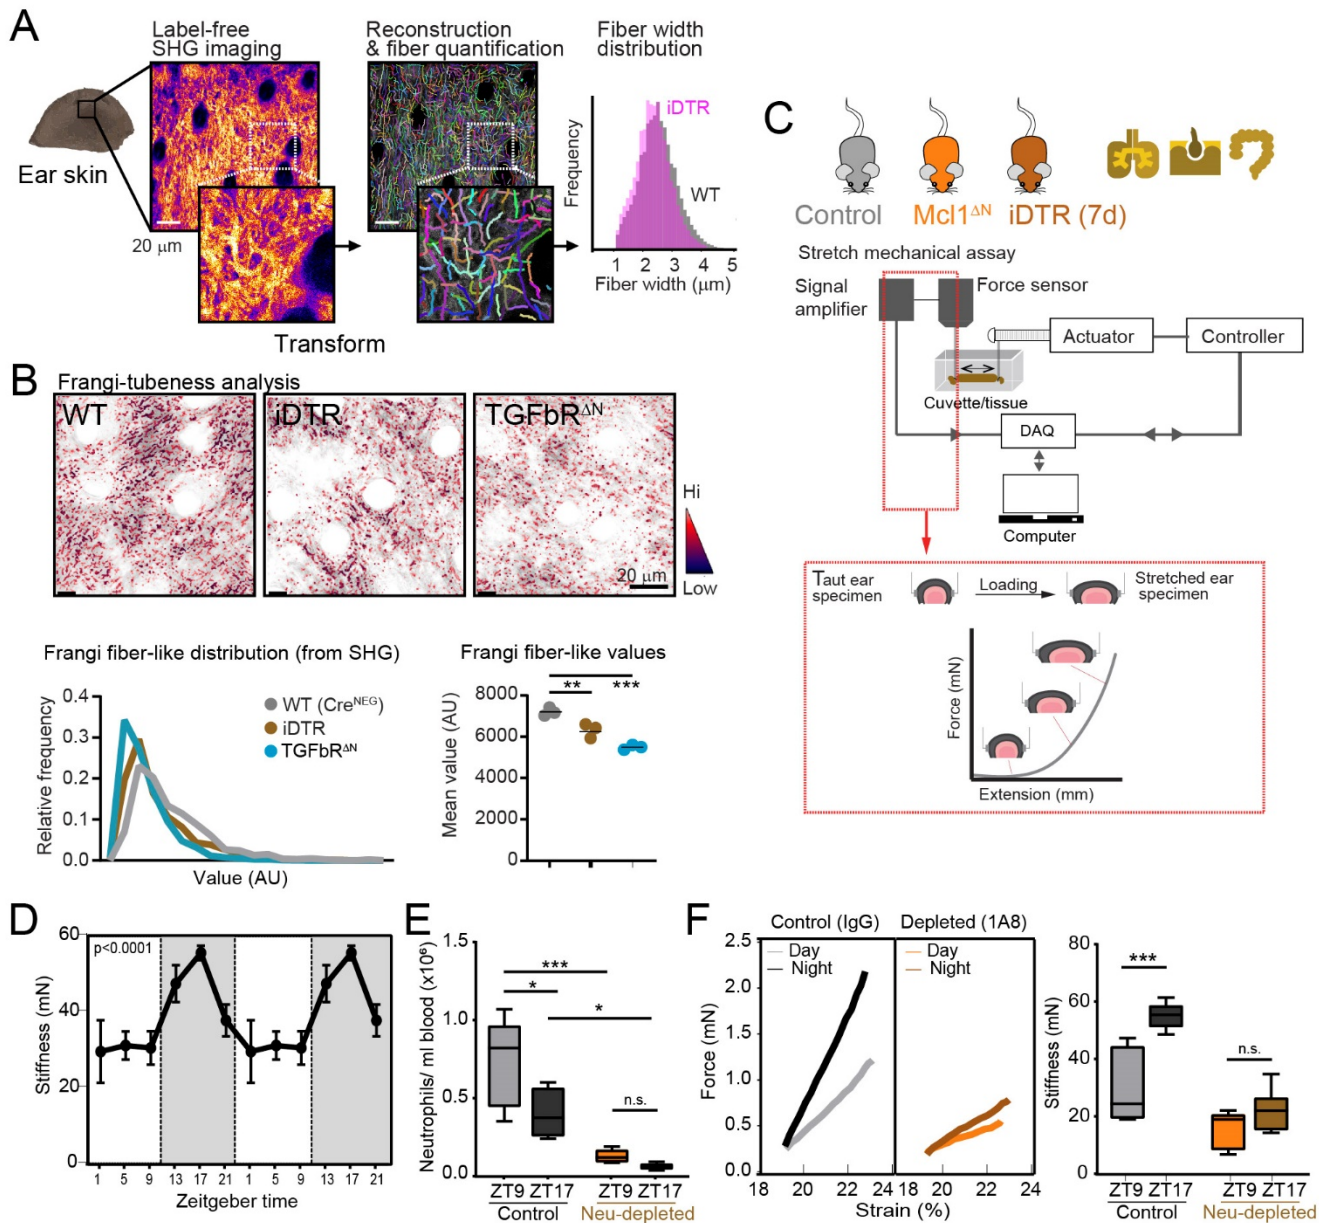 A
Label-free
SHG imaging
Reconstruction
& fiber quantification
Fiber width
distribution
Ear skin
20 μm
Transform
iDTR
WT
Frequency
1 2 3 4 5
Fiber width (μm)
B
Frangi-tubeness analysis
WT
iDTR
TGFbR^ΔN
Hi
Low
20 μm
Frangi fiber-like distribution (from SHG)
WT (Cre^NEG)
iDTR
TGFbR^ΔN
Relative frequency
0.4
0.3
0.2
0.1
0.0
Value (AU)
Frangi fiber-like values
** ***
Mean value (AU)
8000
6000
4000
2000
0
C
Control Mcl1^ΔN iDTR (7d)
Stretch mechanical assay
Signal
amplifier
Force sensor
Actuator
Controller
Cuvette/tissue
DAQ
Computer
Taut ear
specimen
Loading
Stretched ear
specimen
Force (mN)
Extension (mm)
D
p<0.0001
Stiffness (mN)
60
40
20
0
1 5 9 13 17 21 1 5 9 13 17 21
Zeitgeber time
E
Neutrophils/ ml blood (x10⁶)
1.5
1.0
0.5
0.0
***
*
*
n.s.
ZT9 ZT17 ZT9 ZT17
Control Neu-depleted
F
Control (IgG) Depleted (1A8)
Day
Night
Day
Night
Force (mN)
2.5
2.0
1.5
1.0
0.5
0.0
18 20 22 24 18 20 22 24
Strain (%)
Stiffness (mN)
80
60
40
20
0
***
n.s.
ZT9 ZT17 ZT9 ZT17
Control Neu-depleted